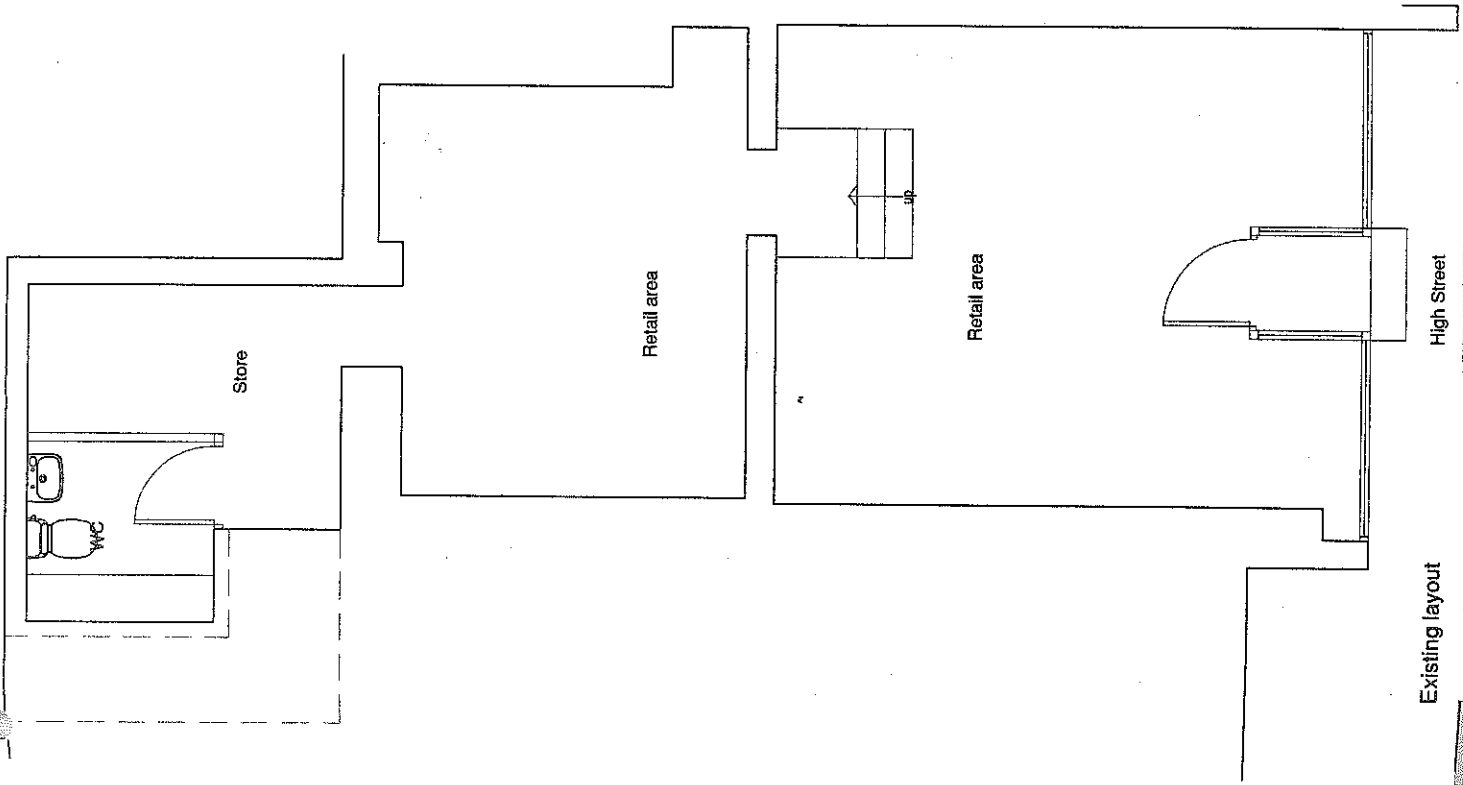 Store
WC
Retail area
up
Retail area
High Street
Existing layout